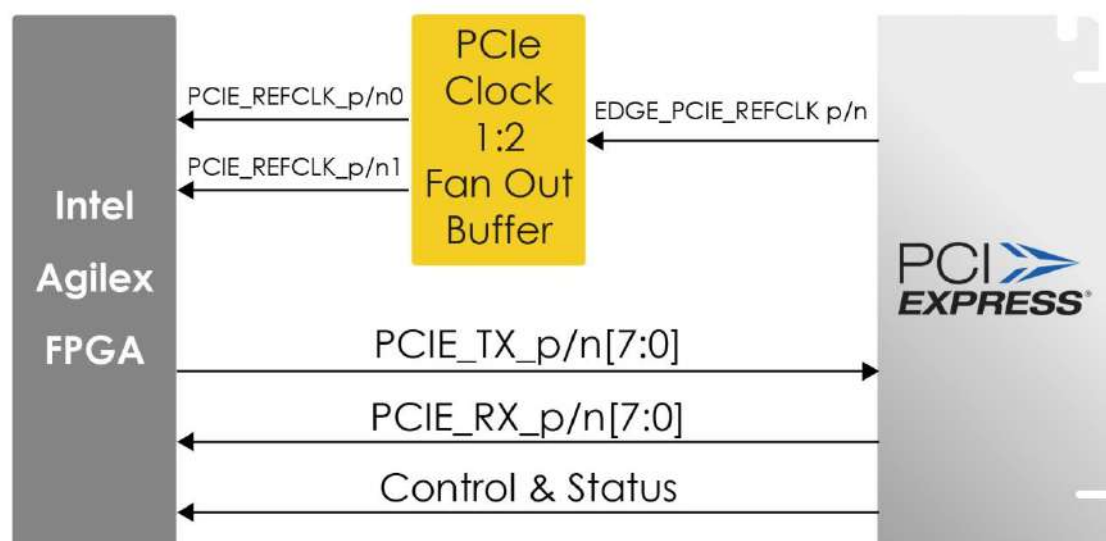 PCIe
Clock
1:2
Fan Out
Buffer
PCIE_REFCLK_p/n0
PCIE_REFCLK_p/n1
EDGE_PCIE_REFCLK p/n
Intel
Agilex
FPGA
PCI
EXPRESS®
PCIE_TX_p/n[7:0]
PCIE_RX_p/n[7:0]
Control & Status